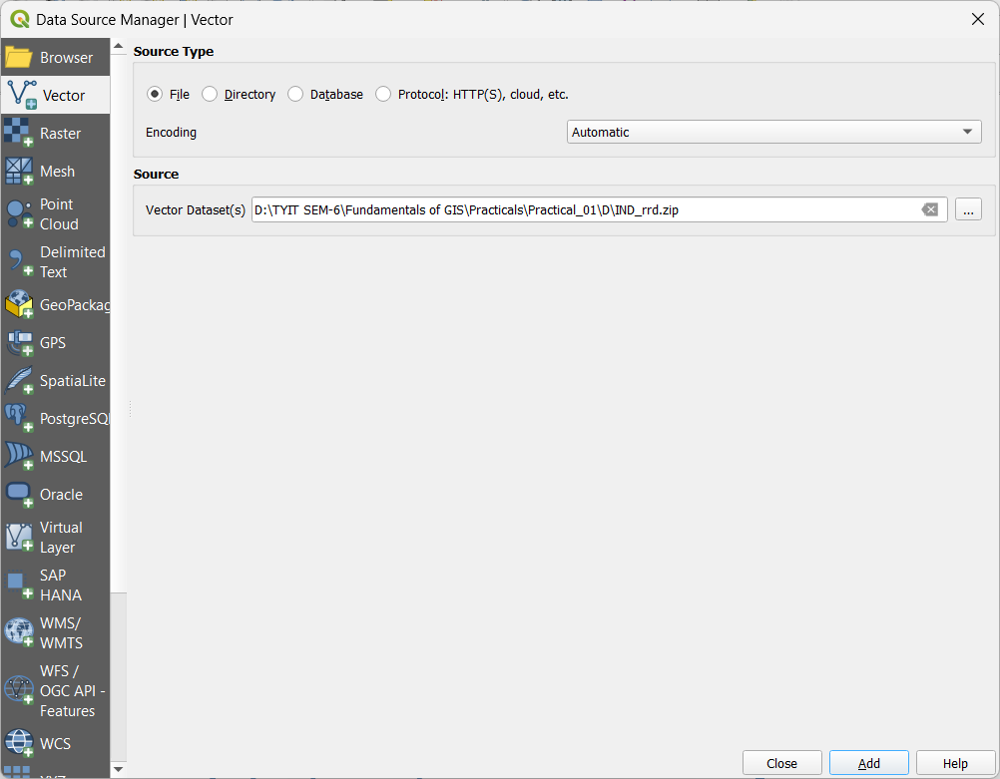 Data Source Manager | Vector
Browser
Vector
Raster
Mesh
Point
Cloud
Delimited
Text
GeoPackag
GPS
SpatiaLite
PostgreSQ
MSSQL
Oracle
Virtual
Layer
SAP
HANA
WMS/
WMTS
WFS /
OGC API -
Features
WCS
Source Type
File Directory Database Protocol: HTTP(S), cloud, etc.
Encoding Automatic
Source
Vector Dataset(s) D:\TYIT SEM-6\Fundamentals of GIS\Practicals\Practical_01\D\IND_rrd.zip ...
Close Add Help